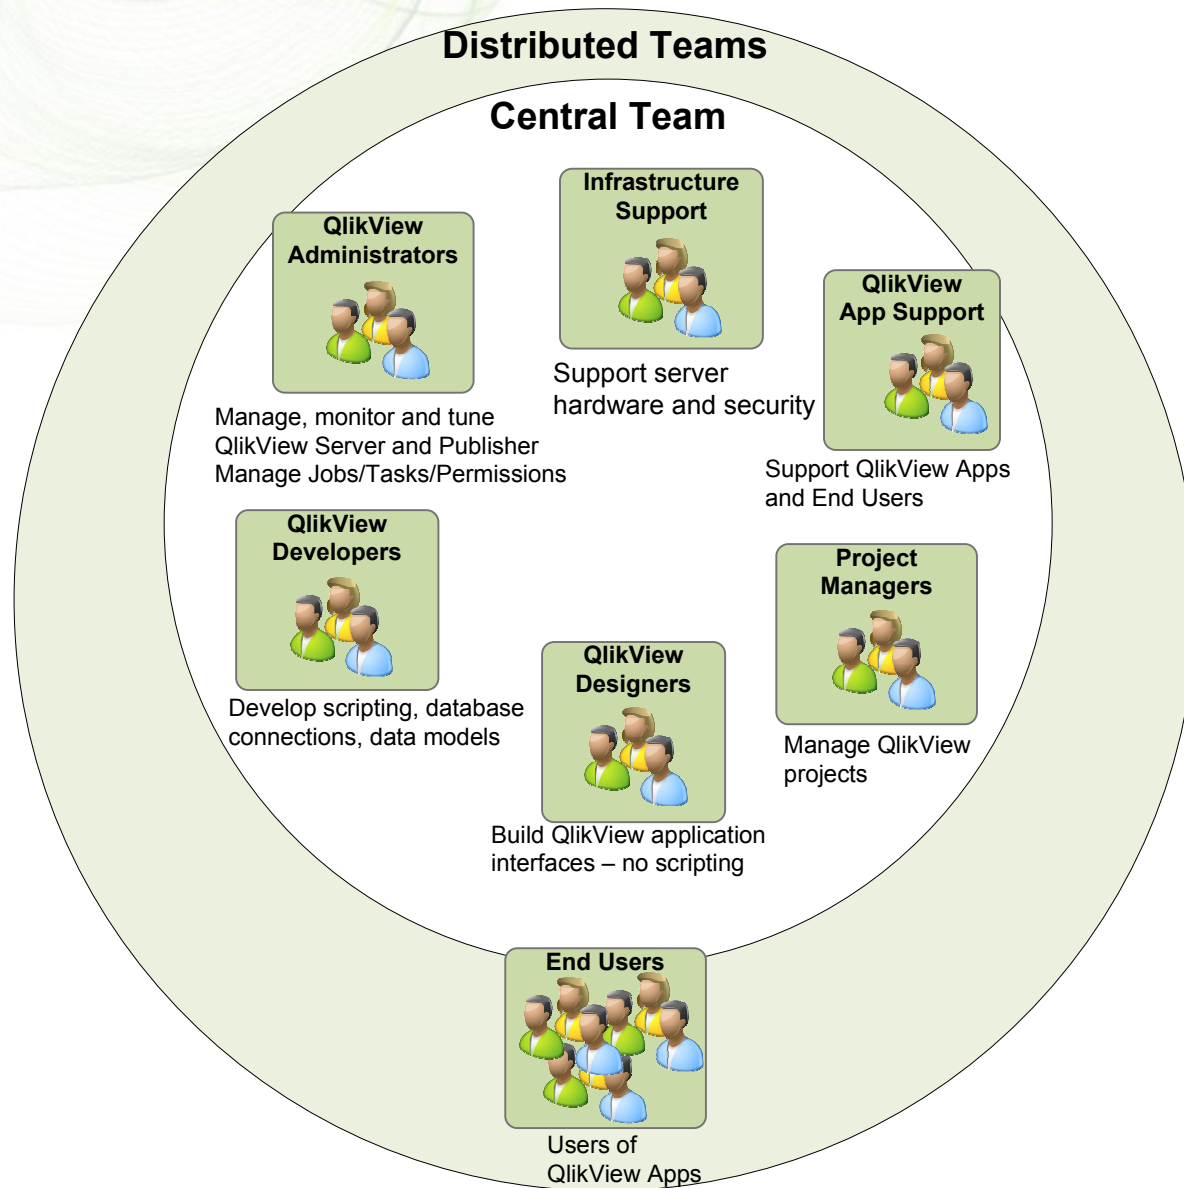 Distributed Teams
Central Team
Infrastructure
Support
Support server
hardware and security
QlikView
Administrators
Manage, monitor and tune
QlikView Server and Publisher
Manage Jobs/Tasks/Permissions
QlikView
App Support
Support QlikView Apps
and End Users
QlikView
Developers
Develop scripting, database
connections, data models
Project
Managers
Manage QlikView
projects
QlikView
Designers
Build QlikView application
interfaces – no scripting
End Users
Users of
QlikView Apps